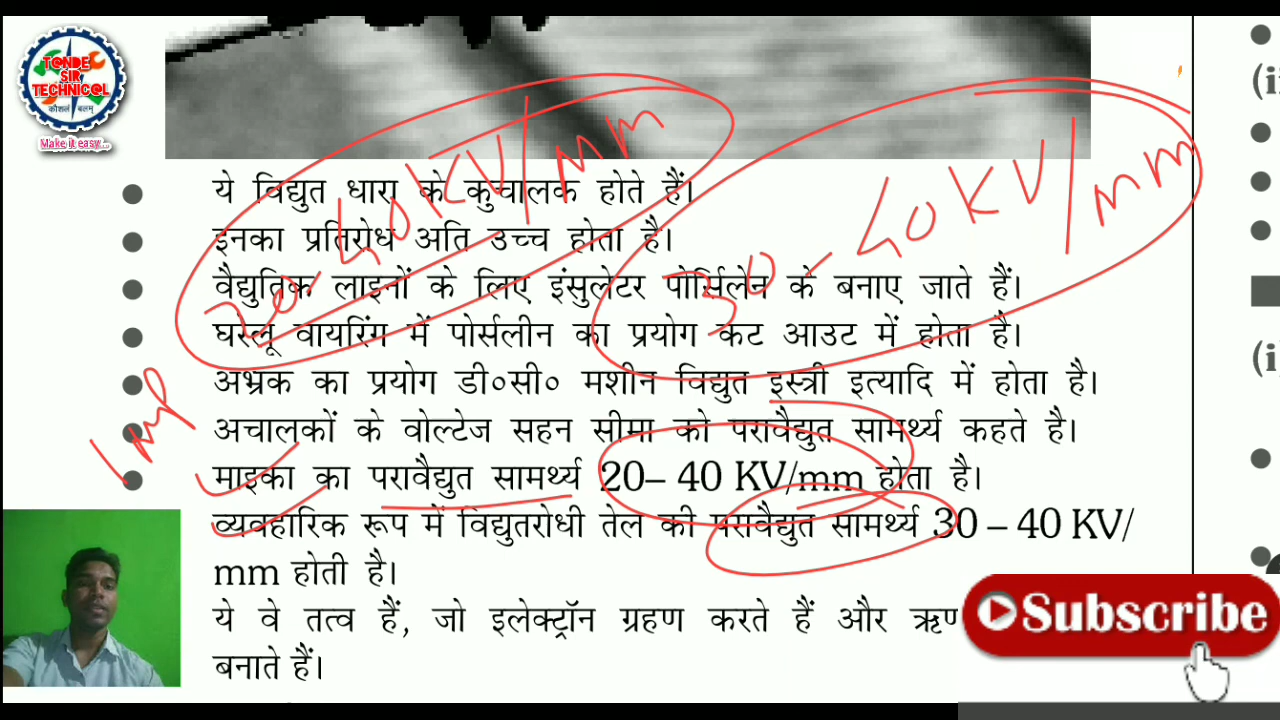 TONDE
SIR
TECHNICOL
कौशलं बलम्
Make it easy...
ये विद्युत धारा के कुचालक होते हैं।
इनका प्रतिरोध अति उच्च होता है।
वैद्युतिक लाइनों के लिए इंसुलेटर पोर्सिलेन के बनाए जाते हैं।
घरेलू वायरिंग में पोर्सलीन का प्रयोग कट आउट में होता है।
अभ्रक का प्रयोग डी०सी० मशीन विद्युत इस्त्री इत्यादि में होता है।
अचालकों के वोल्टेज सहन सीमा को परावैद्युत सामर्थ्य कहते है।
माइका का परावैद्युत सामर्थ्य 20– 40 KV/mm होता है।
व्यवहारिक रूप में विद्युतरोधी तेल की परावैद्युत सामर्थ्य 30 – 40 KV/
mm होती है।
ये वे तत्व हैं, जो इलेक्ट्रॉन ग्रहण करते हैं और ऋण
बनाते हैं।
20-40KV/mm
30-40KV/mm
Imp
(i
Subscribe